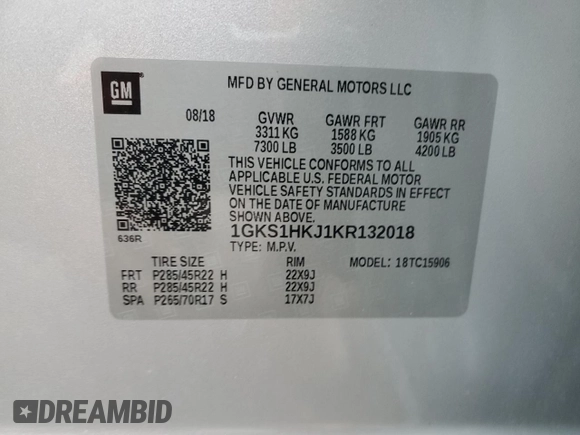 GM
MFD BY GENERAL MOTORS LLC
08/18 GVWR GAWR FRT GAWR RR
3311 KG 1588 KG 1905 KG
7300 LB 3500 LB 4200 LB
THIS VEHICLE CONFORMS TO ALL
APPLICABLE U.S. FEDERAL MOTOR
VEHICLE SAFETY STANDARDS IN EFFECT
ON THE DATE OF MANUFACTURE
SHOWN ABOVE.
636R
1GKS1HKJ1KR132018
TYPE: M.P.V.
TIRE SIZE RIM MODEL: 18TC15906
FRT P285/45R22 H 22X9J
RR P285/45R22 H 22X9J
SPA P265/70R17 S 17X7J
DREAMBID